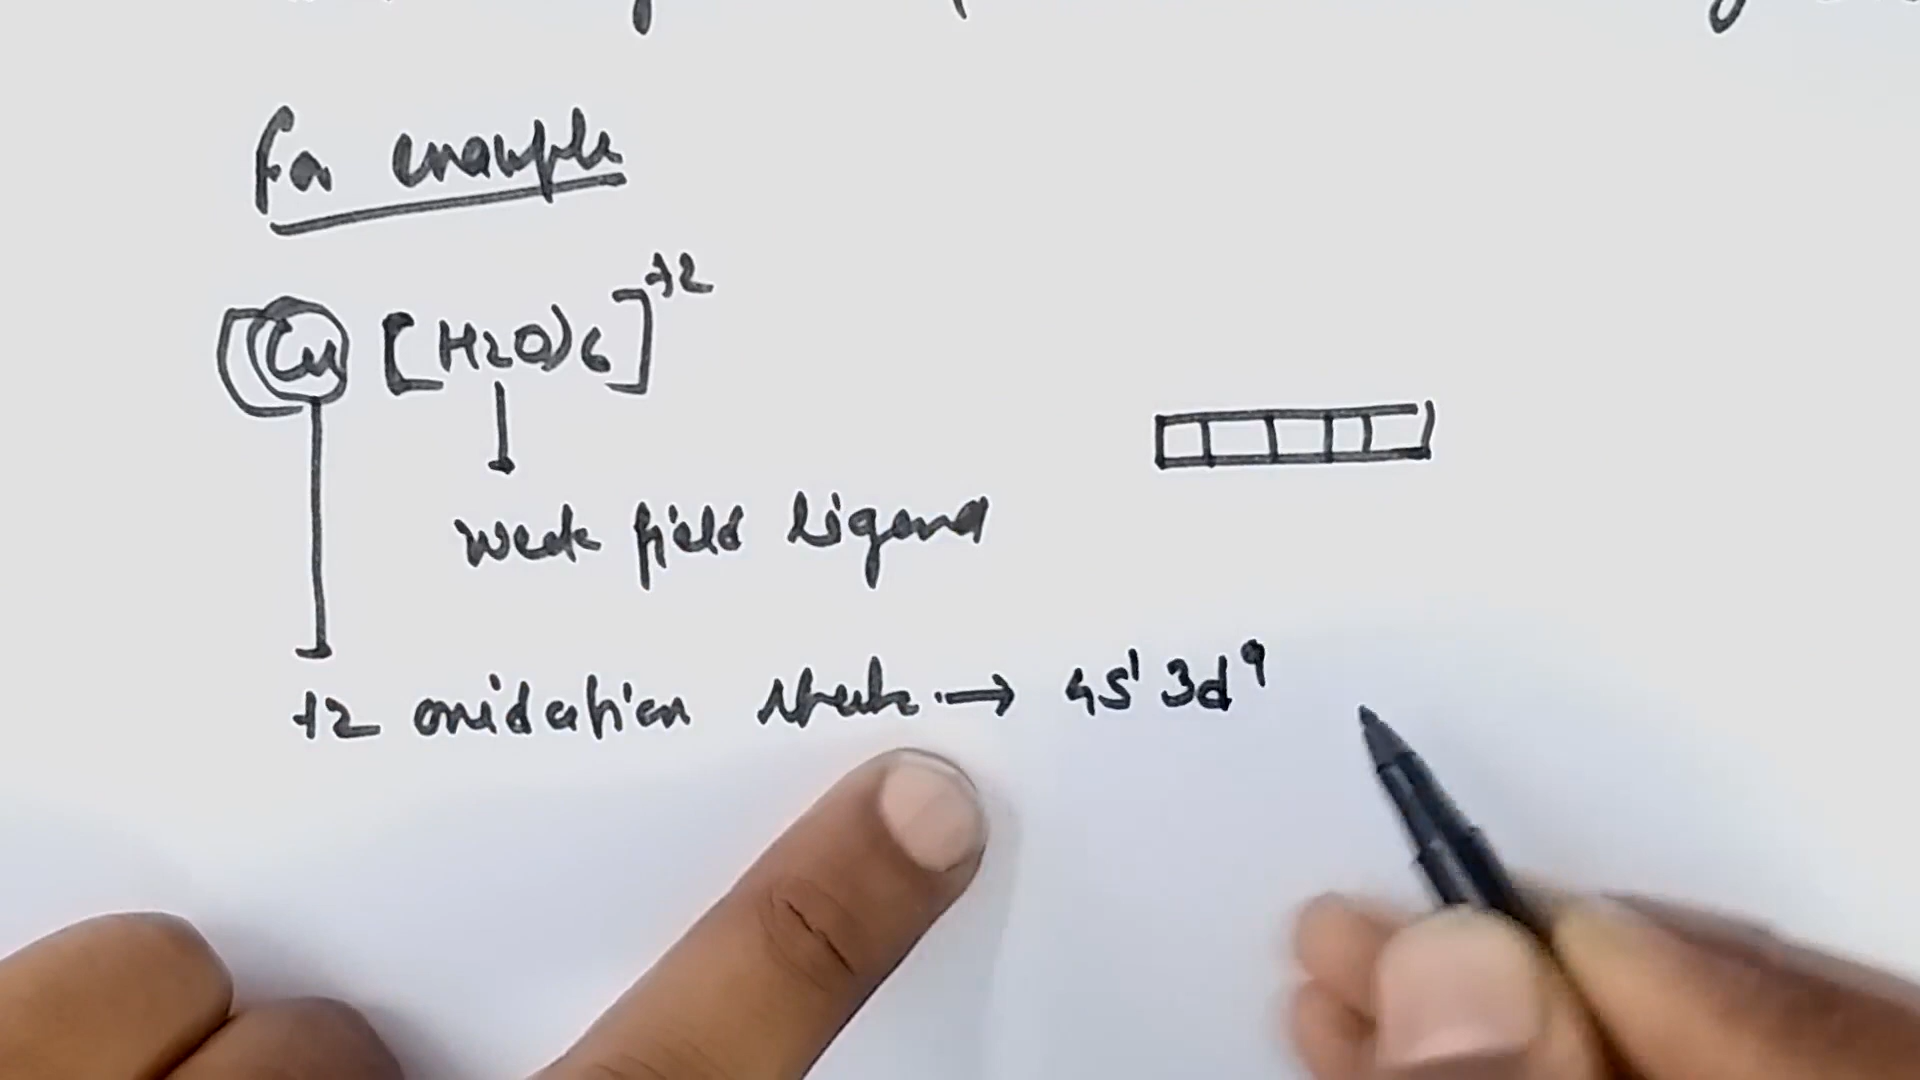 For example
Cu [H2O)6]+2
weak field ligand
+2 oxidation state → 4s1 3d9